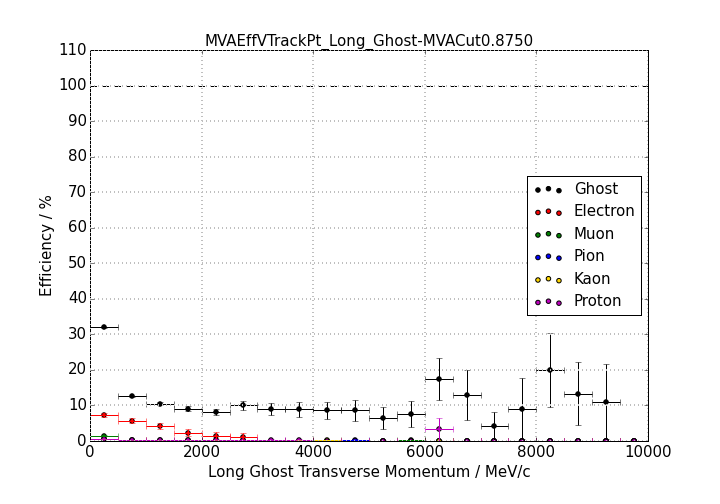 MVAEffVTrackPt_Long_Ghost-MVACut0.8750
110
100
90
80
70
60
50
40
30
20
10
0
Efficiency / %
Ghost
Electron
Muon
Pion
Kaon
Proton
0 2000 4000 6000 8000 10000
Long Ghost Transverse Momentum / MeV/c